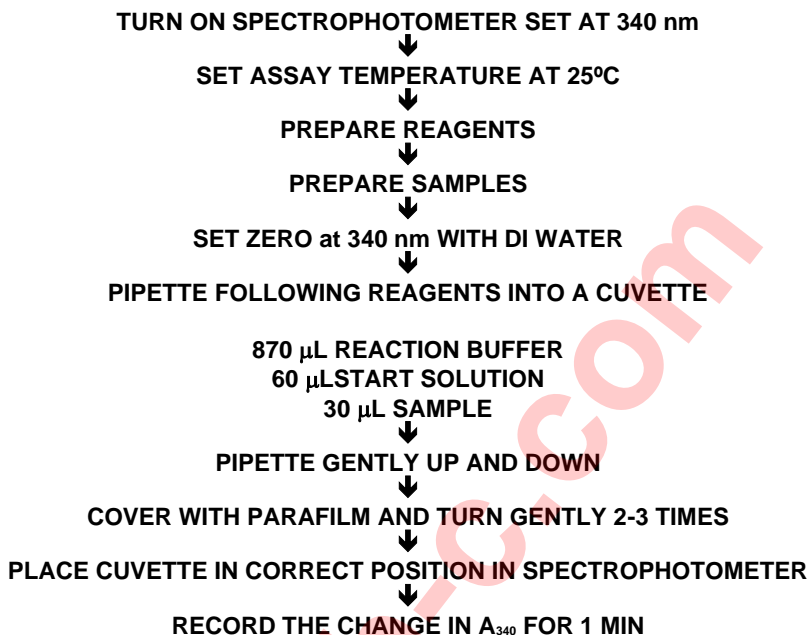 TURN ON SPECTROPHOTOMETER SET AT 340 nm
SET ASSAY TEMPERATURE AT 25ºC
PREPARE REAGENTS
PREPARE SAMPLES
SET ZERO at 340 nm WITH DI WATER
PIPETTE FOLLOWING REAGENTS INTO A CUVETTE
870 µL REACTION BUFFER
60 µLSTART SOLUTION
30 µL SAMPLE
PIPETTE GENTLY UP AND DOWN
COVER WITH PARAFILM AND TURN GENTLY 2-3 TIMES
PLACE CUVETTE IN CORRECT POSITION IN SPECTROPHOTOMETER
RECORD THE CHANGE IN A₃₄₀ FOR 1 MIN
-c.com